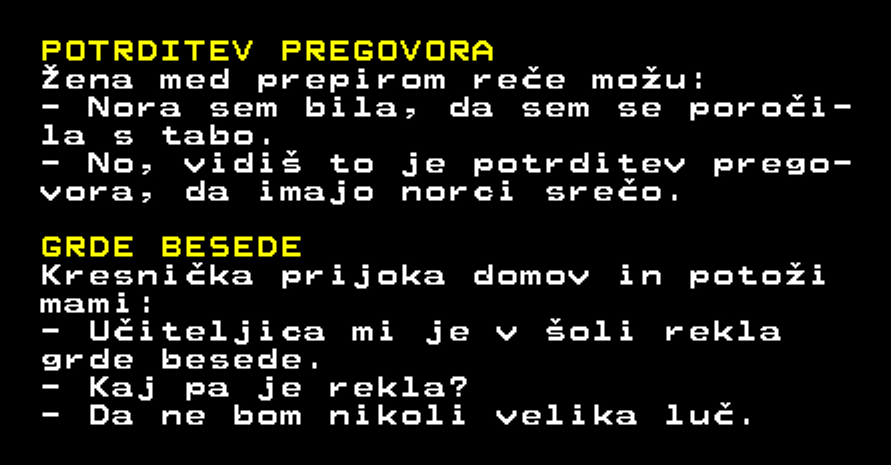 POTRDITEV PREGOVORA
Žena med prepirom reče možu:
- Nora sem bila, da sem se poroči-
la s tabo.
- No, vidiš to je potrditev prego-
vora, da imajo norci srečo.
GRDE BESEDE
Kresnička prijoka domov in potoži
mami:
- Učiteljica mi je v šoli rekla
grde besede.
- Kaj pa je rekla?
- Da ne bom nikoli velika luč.